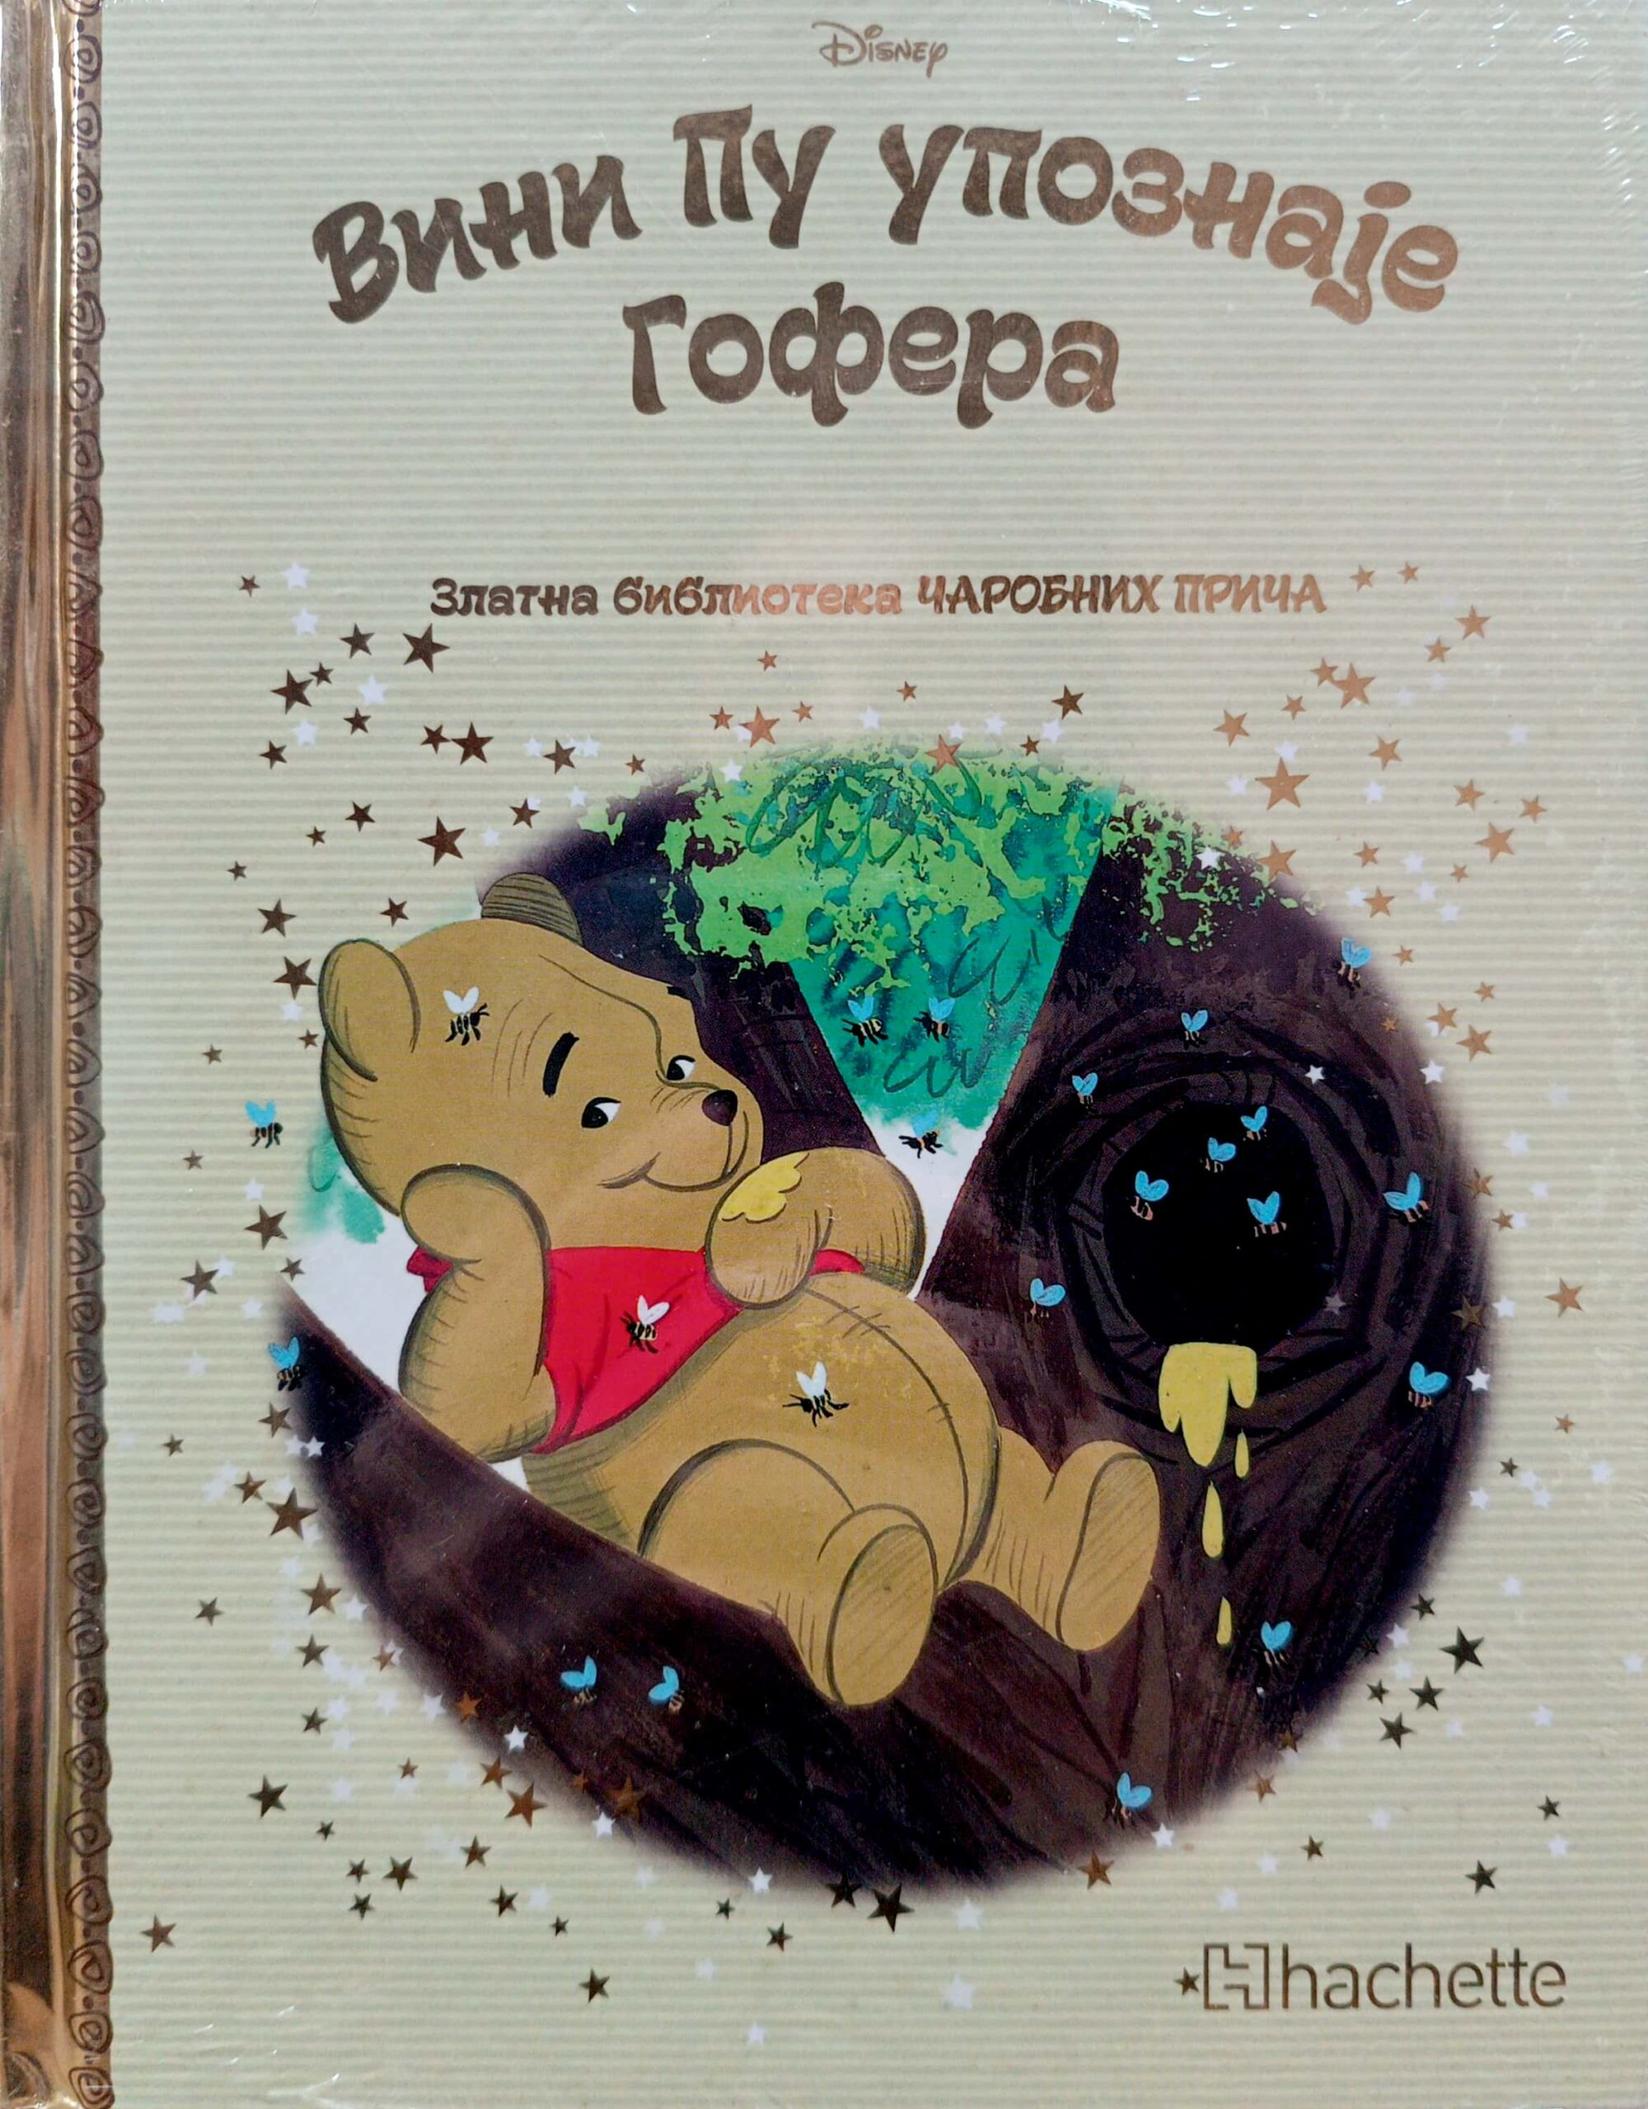 Disney
Вини Пу упознаје
Гофера
Златна библиотека ЧАРОБНИХ ПРИЧА
hachette